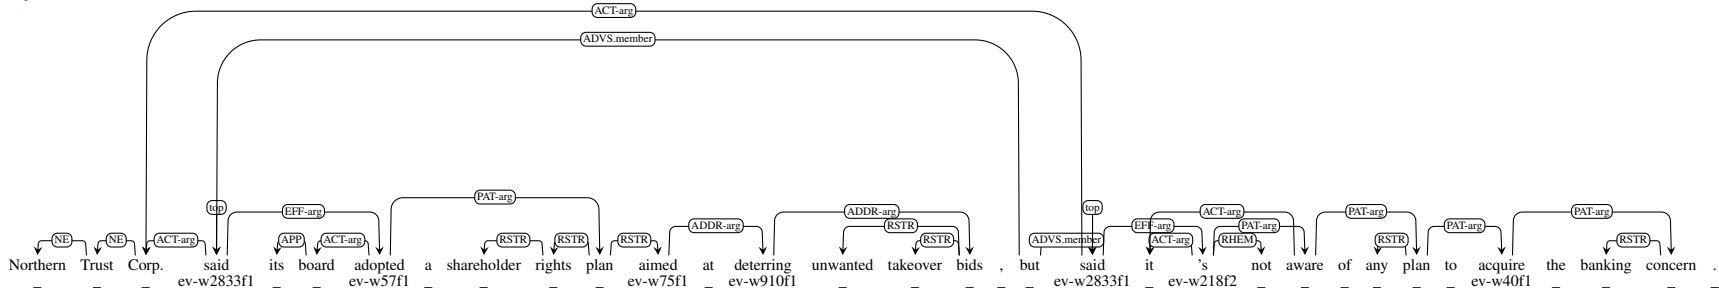 ACT-arg
ADVS.member
PAT-arg
top top
EFF-arg ADDR-arg ACT-arg PAT-arg PAT-arg
ADDR-arg RSTR EFF-arg PAT-arg PAT-arg
NE NE ACT-arg APP ACT-arg RSTR RSTR RSTR RSTR ADVS.member ACT-arg RHEM RSTR RSTR
Northern Trust Corp. said its board adopted a shareholder rights plan aimed at deterring unwanted takeover bids , but said it 's not aware of any plan to acquire the banking concern .
_ _ _ ev-w2833f1 _ _ ev-w57f1 _ _ _ _ ev-w75f1 _ ev-w910f1 _ _ _ _ _ ev-w2833f1 _ ev-w218f2 _ _ _ _ _ _ ev-w40f1 _ _ _ _